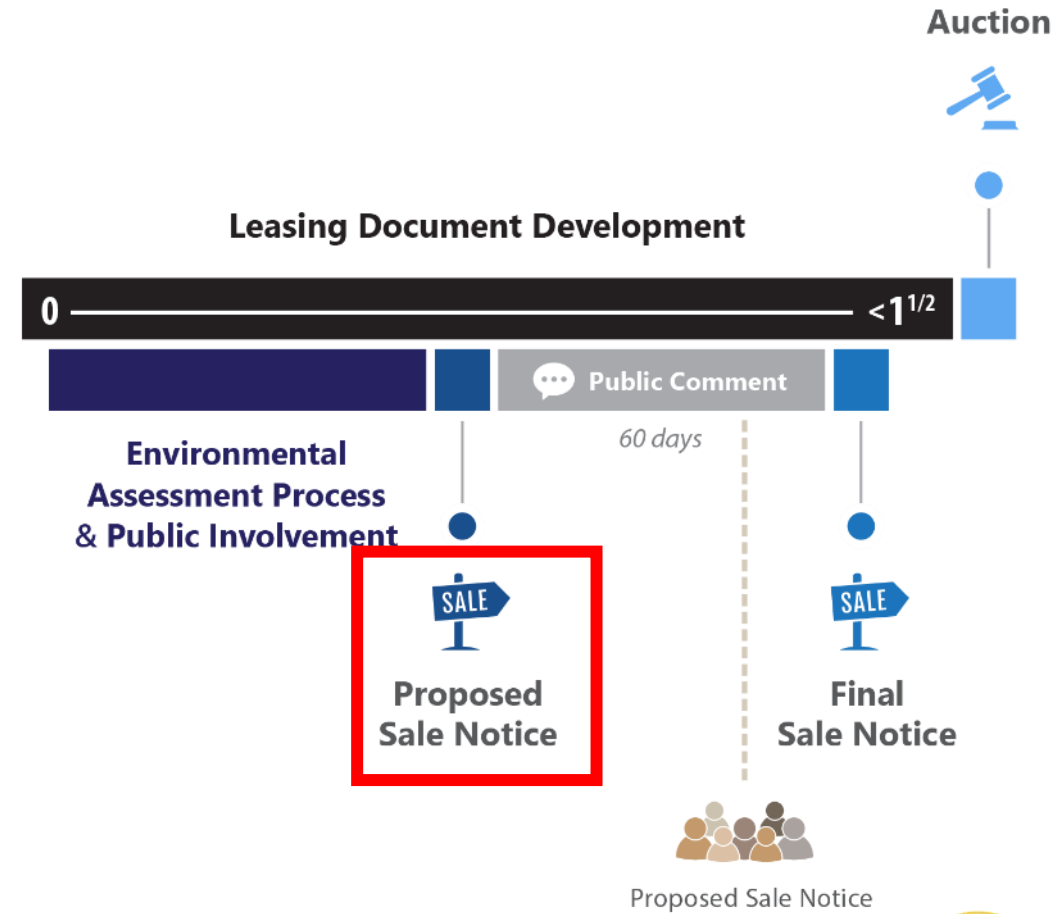 Auction
Leasing Document Development
0 <1 1/2
Public Comment
60 days
Environmental
Assessment Process
& Public Involvement
SALE
Proposed
Sale Notice
SALE
Final
Sale Notice
Proposed Sale Notice